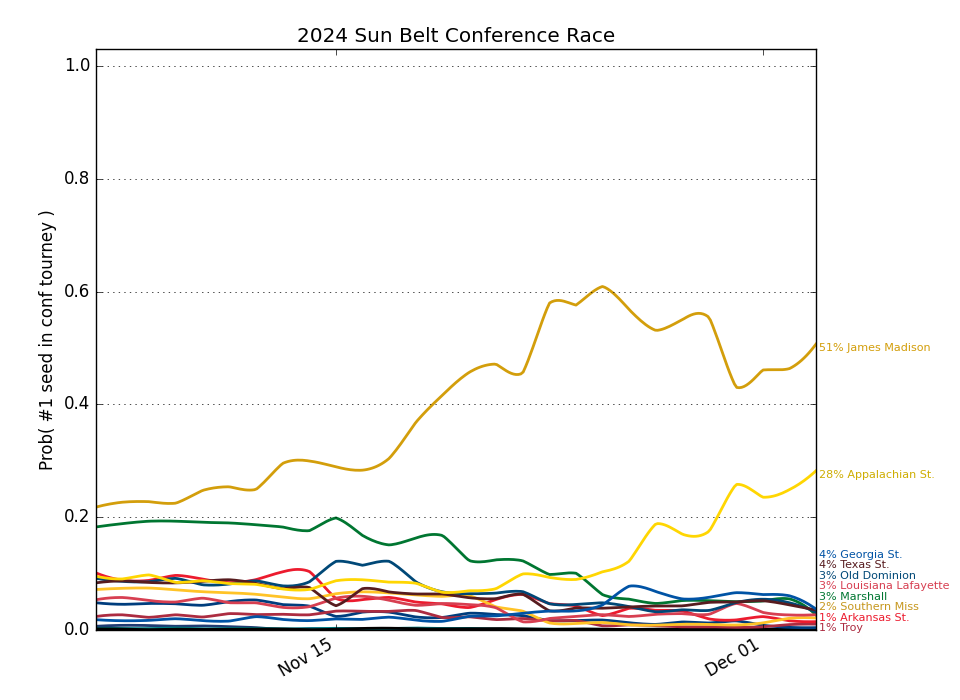 2024 Sun Belt Conference Race
1.0
0.8
0.6
0.4
0.2
0.0
Prob( #1 seed in conf tourney )
Nov 15
Dec 01
51% James Madison
28% Appalachian St.
4% Georgia St.
4% Texas St.
3% Old Dominion
3% Louisiana Lafayette
3% Marshall
2% Southern Miss
1% Arkansas St.
1% Troy